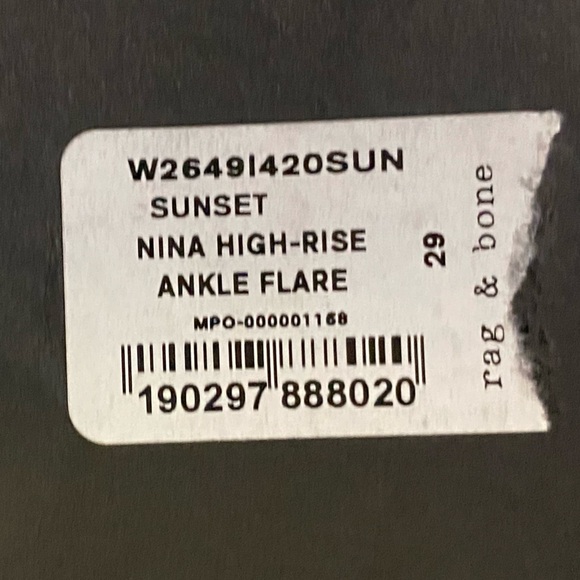 W2649I420SUN
SUNSET
NINA HIGH-RISE
ANKLE FLARE
MPO-000001168
190297 888020
29
rag & bone